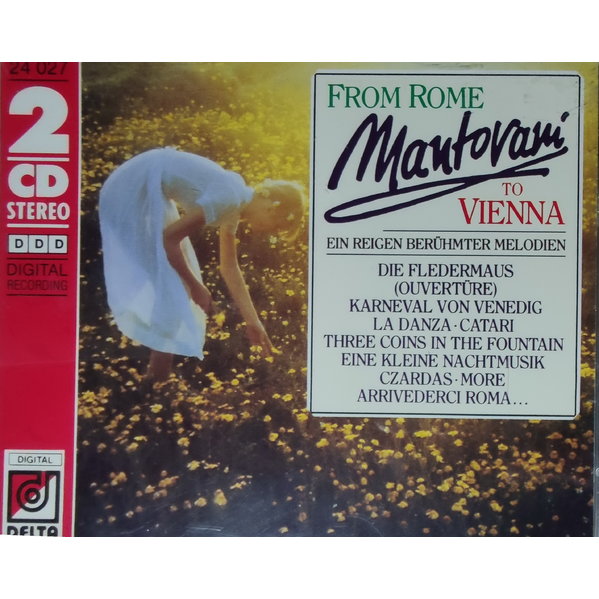 24 027
2
CD
STEREO
D D D
DIGITAL
RECORDING
DIGITAL
DELTA
FROM ROME
Mantovani
TO
VIENNA
EIN REIGEN BERÜHMTER MELODIEN
DIE FLEDERMAUS
(OUVERTÜRE)
KARNEVAL VON VENEDIG
LA DANZA · CATARI
THREE COINS IN THE FOUNTAIN
EINE KLEINE NACHTMUSIK
CZARDAS · MORE
ARRIVEDERCI ROMA...